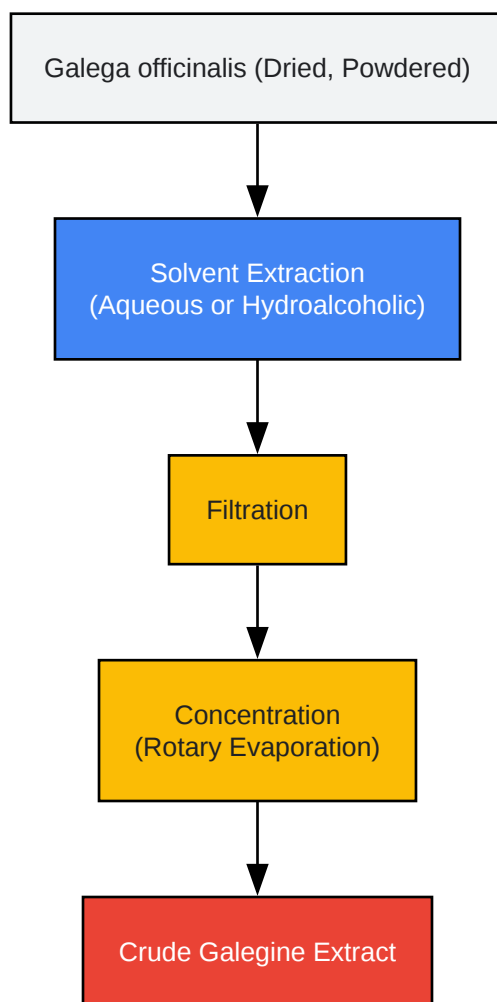 Galega officinalis (Dried, Powdered)
Solvent Extraction
(Aqueous or Hydroalcoholic)
Filtration
Concentration
(Rotary Evaporation)
Crude Galegine Extract